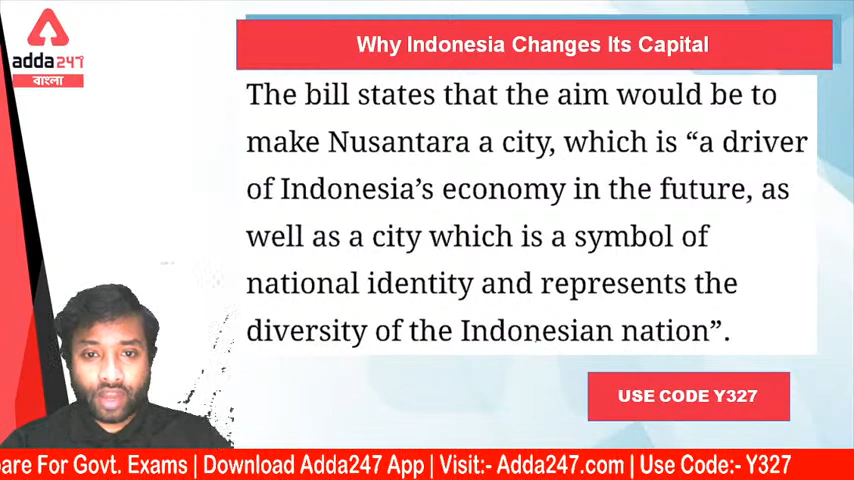 adda247
বাংলা
Why Indonesia Changes Its Capital
The bill states that the aim would be to
make Nusantara a city, which is “a driver
of Indonesia’s economy in the future, as
well as a city which is a symbol of
national identity and represents the
diversity of the Indonesian nation”.
USE CODE Y327
For Govt. Exams | Download Adda247 App | Visit:- Adda247.com | Use Code:- Y327